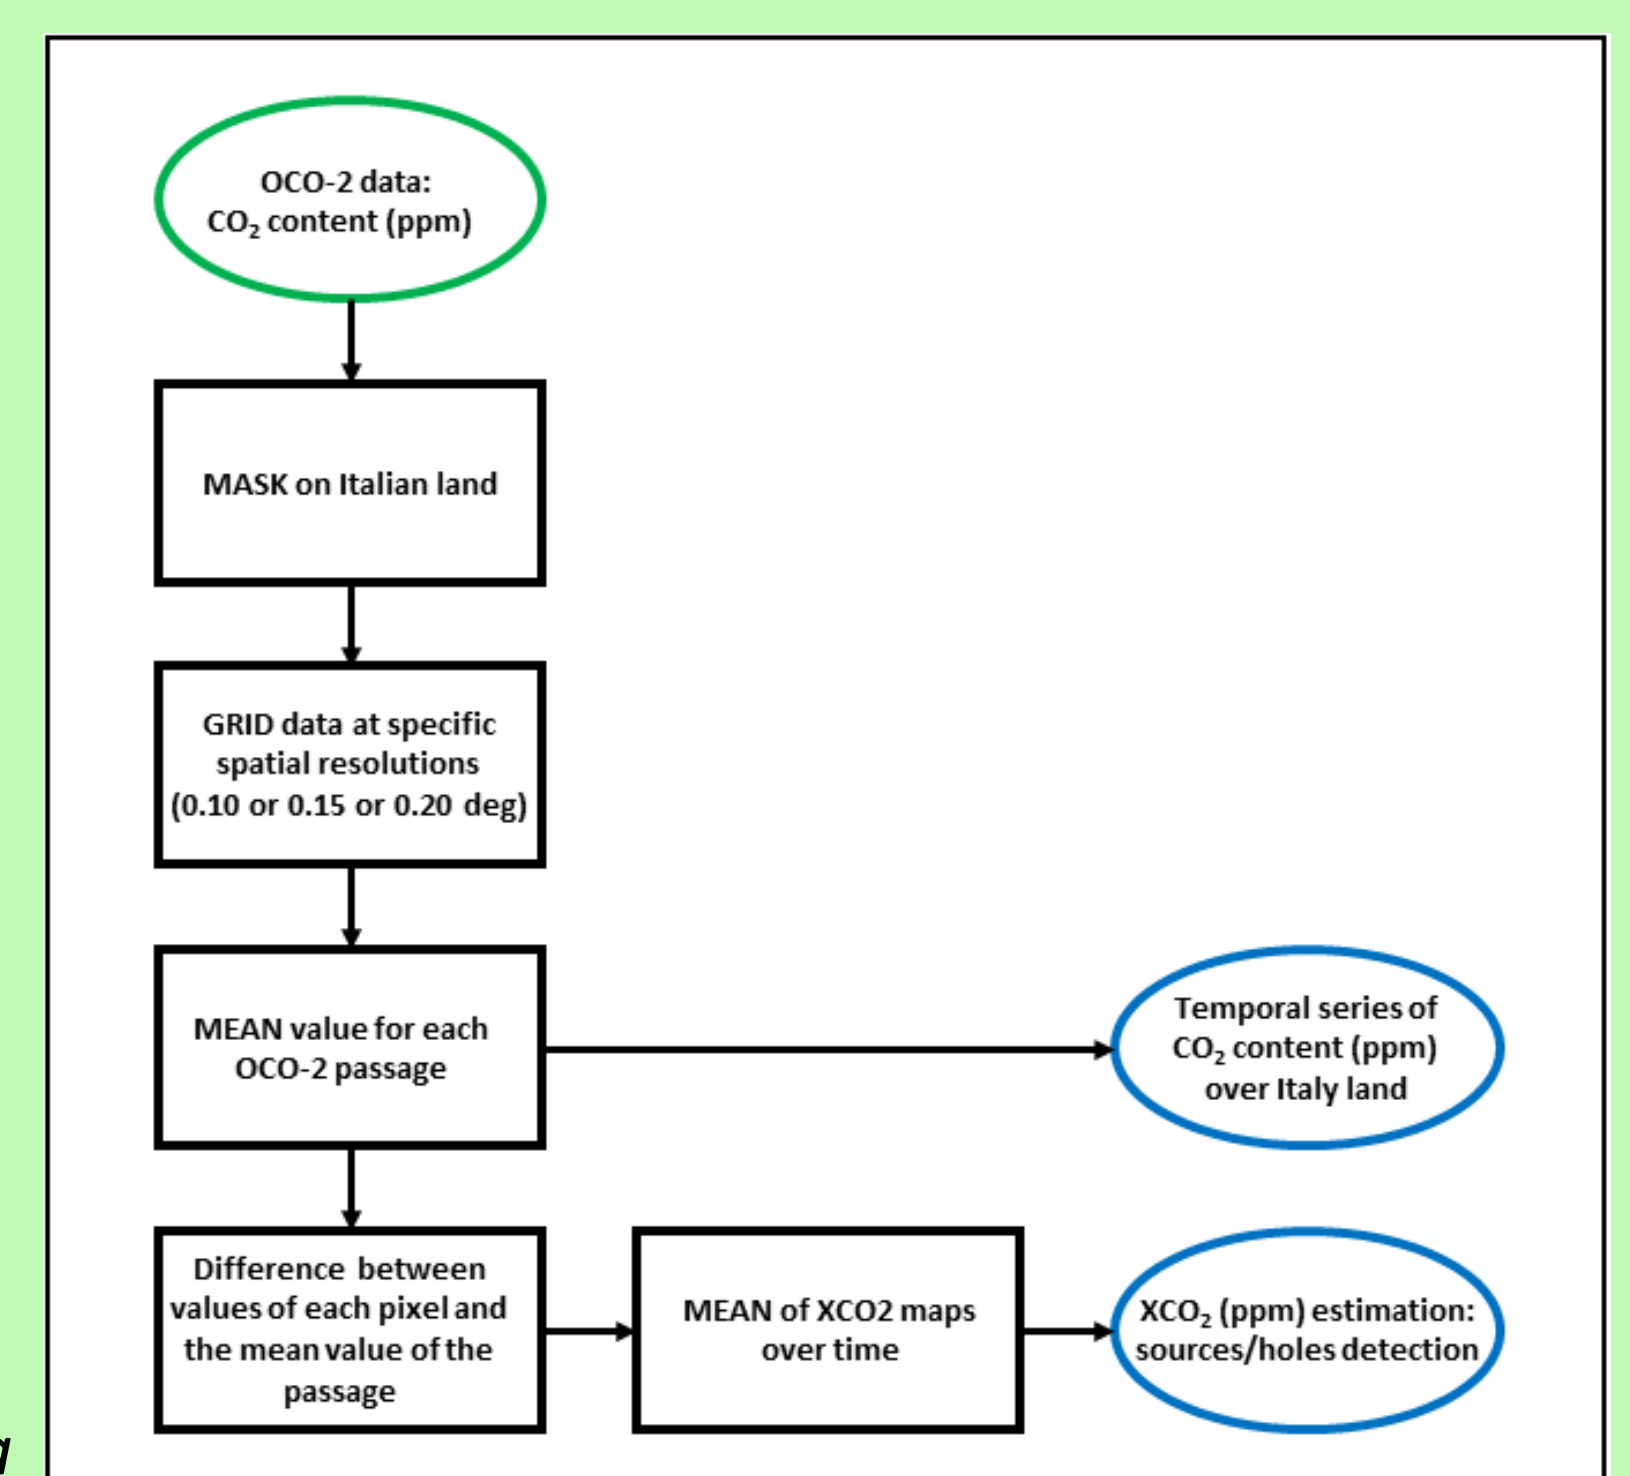 OCO-2 data:
CO₂ content (ppm)
MASK on Italian land
GRID data at specific
spatial resolutions
(0.10 or 0.15 or 0.20 deg)
MEAN value for each
OCO-2 passage
Temporal series of
CO₂ content (ppm)
over Italy land
Difference between
values of each pixel and
the mean value of the
passage
MEAN of XCO2 maps
over time
XCO₂ (ppm) estimation:
sources/holes detection